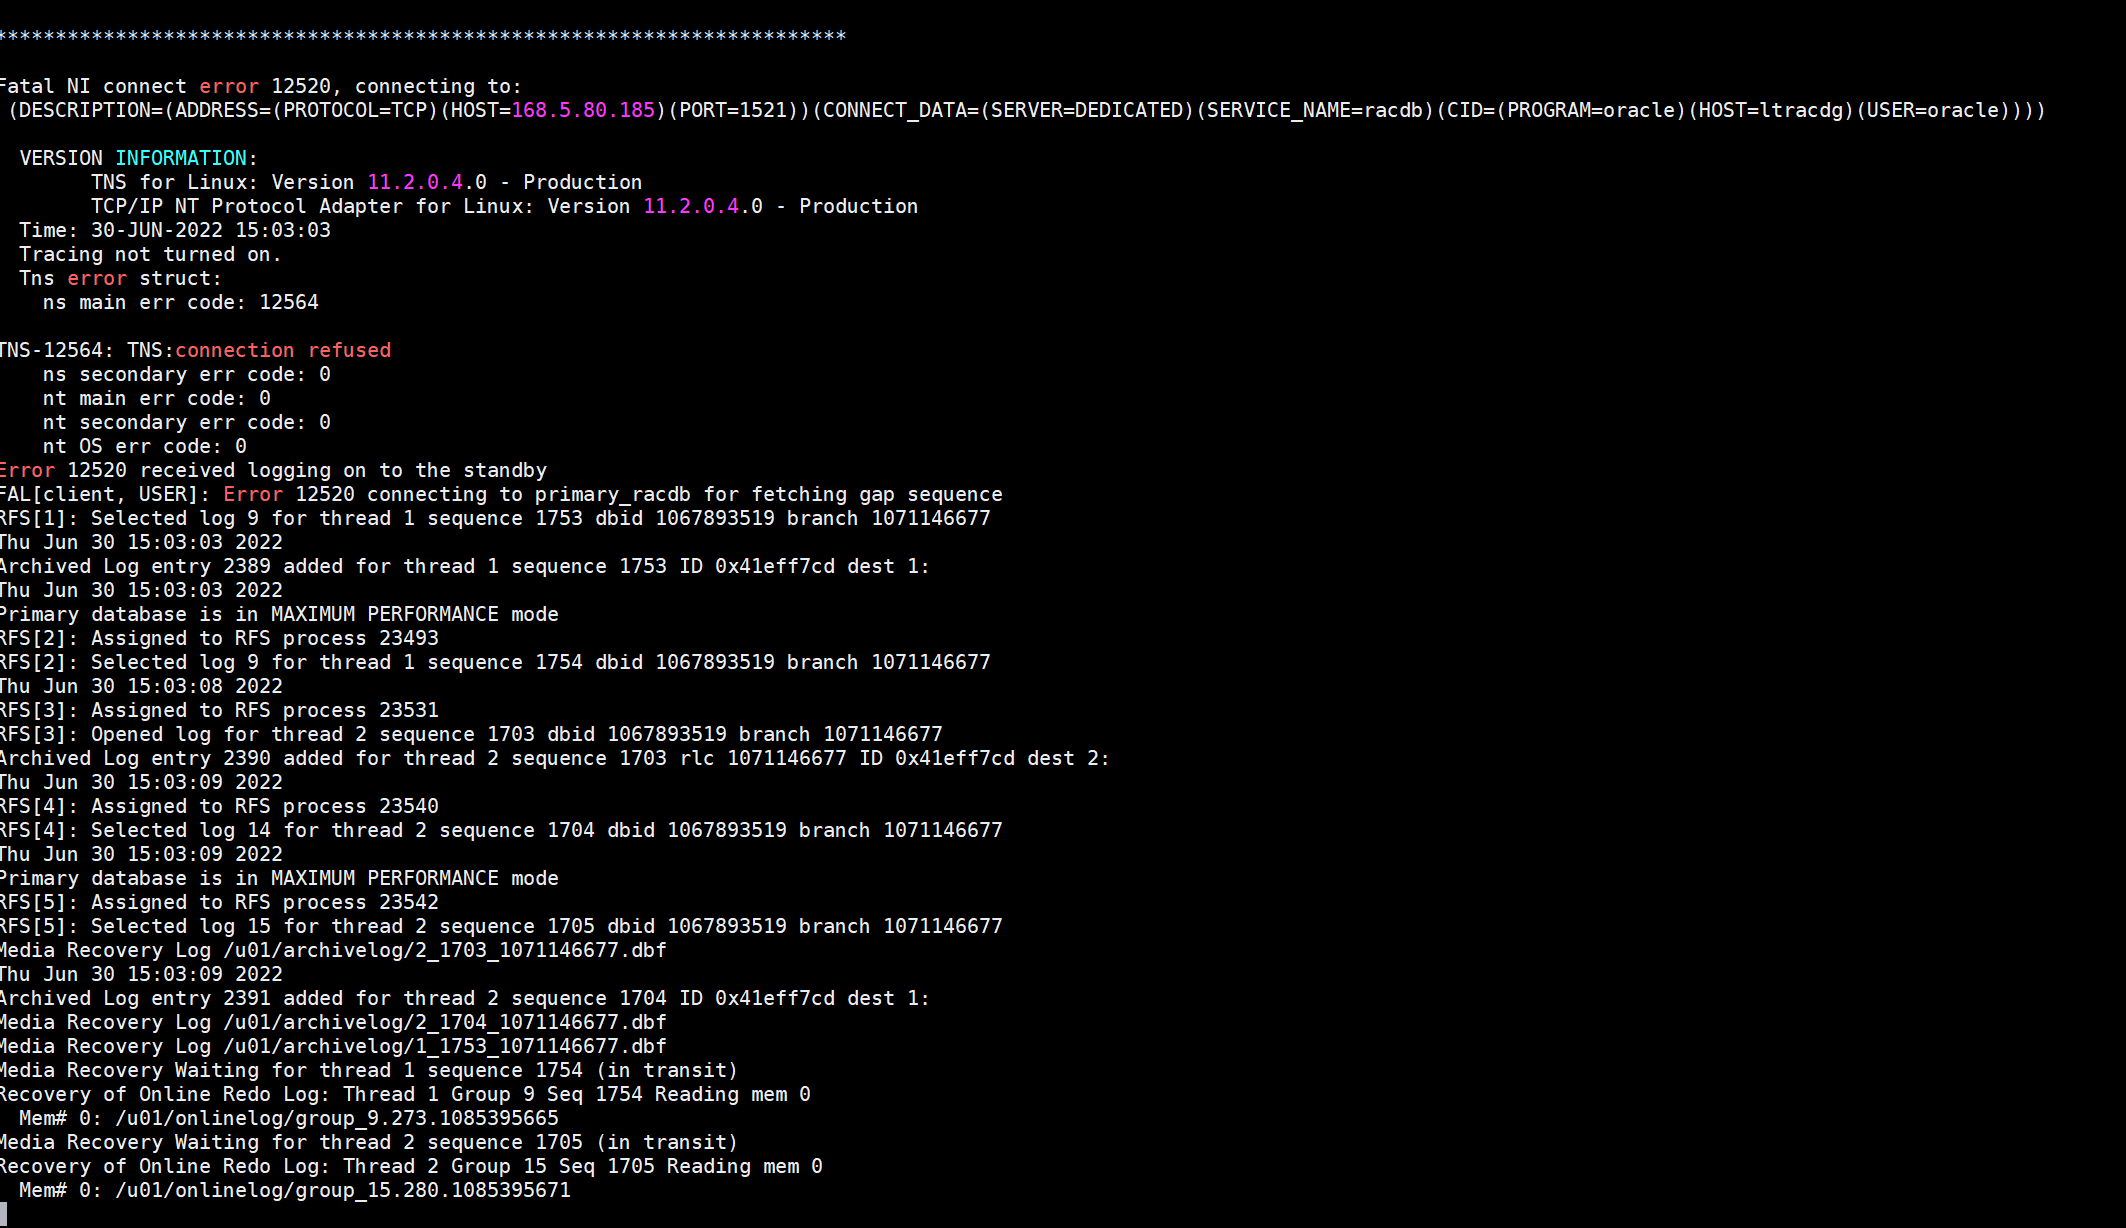 ***********************************************************************
Fatal NI connect error 12520, connecting to:
(DESCRIPTION=(ADDRESS=(PROTOCOL=TCP)(HOST=168.5.80.185)(PORT=1521))(CONNECT_DATA=(SERVER=DEDICATED)(SERVICE_NAME=racdb)(CID=(PROGRAM=oracle)(HOST=ltracdg)(USER=oracle))))
VERSION INFORMATION:
TNS for Linux: Version 11.2.0.4.0 - Production
TCP/IP NT Protocol Adapter for Linux: Version 11.2.0.4.0 - Production
Time: 30-JUN-2022 15:03:03
Tracing not turned on.
Tns error struct:
ns main err code: 12564
TNS-12564: TNS:connection refused
ns secondary err code: 0
nt main err code: 0
nt secondary err code: 0
nt OS err code: 0
Error 12520 received logging on to the standby
FAL[client, USER]: Error 12520 connecting to primary_racdb for fetching gap sequence
RFS[1]: Selected log 9 for thread 1 sequence 1753 dbid 1067893519 branch 1071146677
Thu Jun 30 15:03:03 2022
Archived Log entry 2389 added for thread 1 sequence 1753 ID 0x41eff7cd dest 1:
Thu Jun 30 15:03:03 2022
Primary database is in MAXIMUM PERFORMANCE mode
RFS[2]: Assigned to RFS process 23493
RFS[2]: Selected log 9 for thread 1 sequence 1754 dbid 1067893519 branch 1071146677
Thu Jun 30 15:03:08 2022
RFS[3]: Assigned to RFS process 23531
RFS[3]: Opened log for thread 2 sequence 1703 dbid 1067893519 branch 1071146677
Archived Log entry 2390 added for thread 2 sequence 1703 rlc 1071146677 ID 0x41eff7cd dest 2:
Thu Jun 30 15:03:09 2022
RFS[4]: Assigned to RFS process 23540
RFS[4]: Selected log 14 for thread 2 sequence 1704 dbid 1067893519 branch 1071146677
Thu Jun 30 15:03:09 2022
Primary database is in MAXIMUM PERFORMANCE mode
RFS[5]: Assigned to RFS process 23542
RFS[5]: Selected log 15 for thread 2 sequence 1705 dbid 1067893519 branch 1071146677
Media Recovery Log /u01/archivelog/2_1703_1071146677.dbf
Thu Jun 30 15:03:09 2022
Archived Log entry 2391 added for thread 2 sequence 1704 ID 0x41eff7cd dest 1:
Media Recovery Log /u01/archivelog/2_1704_1071146677.dbf
Media Recovery Log /u01/archivelog/1_1753_1071146677.dbf
Media Recovery Waiting for thread 1 sequence 1754 (in transit)
Recovery of Online Redo Log: Thread 1 Group 9 Seq 1754 Reading mem 0
Mem# 0: /u01/onlinelog/group_9.273.1085395665
Media Recovery Waiting for thread 2 sequence 1705 (in transit)
Recovery of Online Redo Log: Thread 2 Group 15 Seq 1705 Reading mem 0
Mem# 0: /u01/onlinelog/group_15.280.1085395671